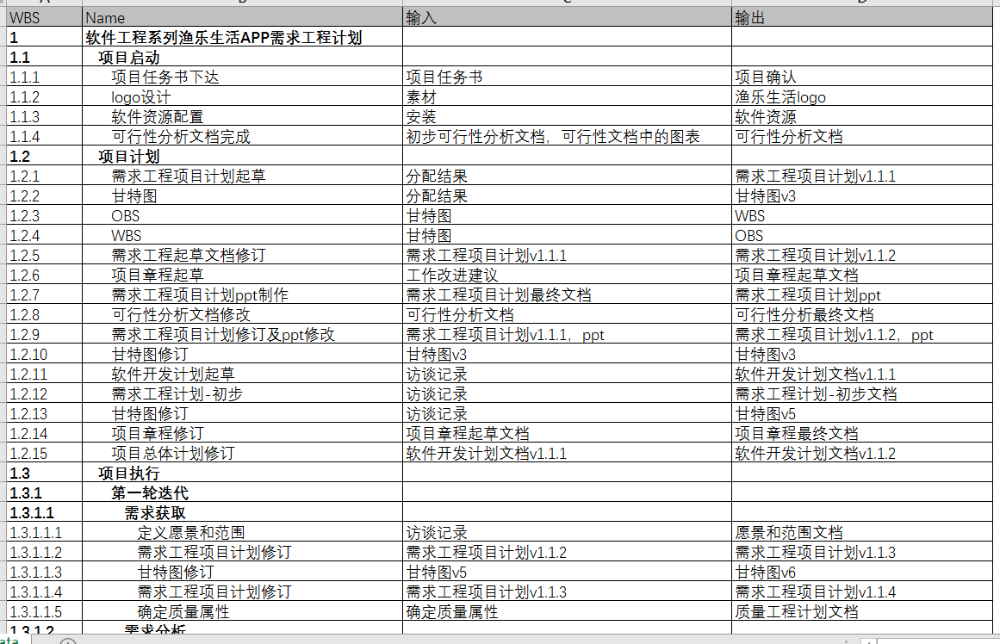 WBS Name 输入 输出
1 软件工程系列渔乐生活APP需求工程计划
1.1 项目启动
1.1.1 项目任务书下达 项目任务书 项目确认
1.1.2 logo设计 素材 渔乐生活logo
1.1.3 软件资源配置 安装 软件资源
1.1.4 可行性分析文档完成 初步可行性分析文档，可行性文档中的图表 可行性分析文档
1.2 项目计划
1.2.1 需求工程项目计划起草 分配结果 需求工程项目计划v1.1.1
1.2.2 甘特图 分配结果 甘特图v3
1.2.3 OBS 甘特图 WBS
1.2.4 WBS 甘特图 OBS
1.2.5 需求工程起草文档修订 需求工程项目计划v1.1.1 需求工程项目计划v1.1.2
1.2.6 项目章程起草 工作改进建议 项目章程起草文档
1.2.7 需求工程项目计划ppt制作 需求工程项目计划最终文档 需求工程项目计划ppt
1.2.8 可行性分析文档修改 可行性分析文档 可行性分析最终文档
1.2.9 需求工程项目计划修订及ppt修改 需求工程项目计划v1.1.1，ppt 需求工程项目计划v1.1.2，ppt
1.2.10 甘特图修订 甘特图v3 甘特图v3
1.2.11 软件开发计划起草 访谈记录 软件开发计划文档v1.1.1
1.2.12 需求工程计划-初步 访谈记录 需求工程计划-初步文档
1.2.13 甘特图修订 访谈记录 甘特图v5
1.2.14 项目章程修订 项目章程起草文档 项目章程最终文档
1.2.15 项目总体计划修订 软件开发计划文档v1.1.1 软件开发计划文档v1.1.2
1.3 项目执行
1.3.1 第一轮迭代
1.3.1.1 需求获取
1.3.1.1.1 定义愿景和范围 访谈记录 愿景和范围文档
1.3.1.1.2 需求工程项目计划修订 需求工程项目计划v1.1.2 需求工程项目计划v1.1.3
1.3.1.1.3 甘特图修订 甘特图v5 甘特图v6
1.3.1.1.4 需求工程项目计划修订 需求工程项目计划v1.1.3 需求工程项目计划v1.1.4
1.3.1.1.5 确定质量属性 确定质量属性 质量工程计划文档
1.3.1.2 需求分析